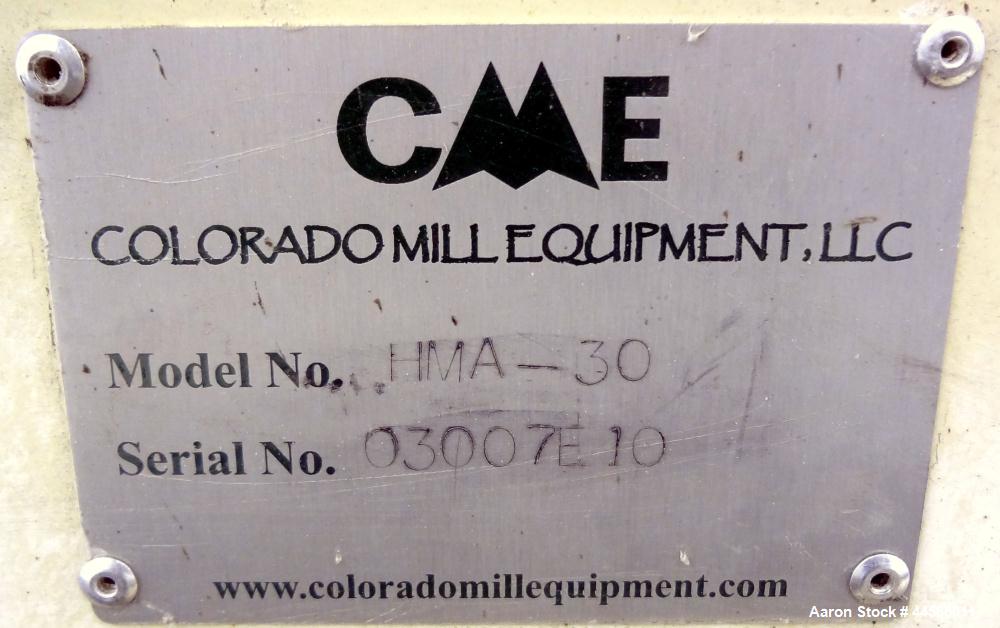 CME
COLORADO MILL EQUIPMENT, LLC
Model No. HMA-30
Serial No. 03007E10
www.coloradomillequipment.com
Aaron Stock #